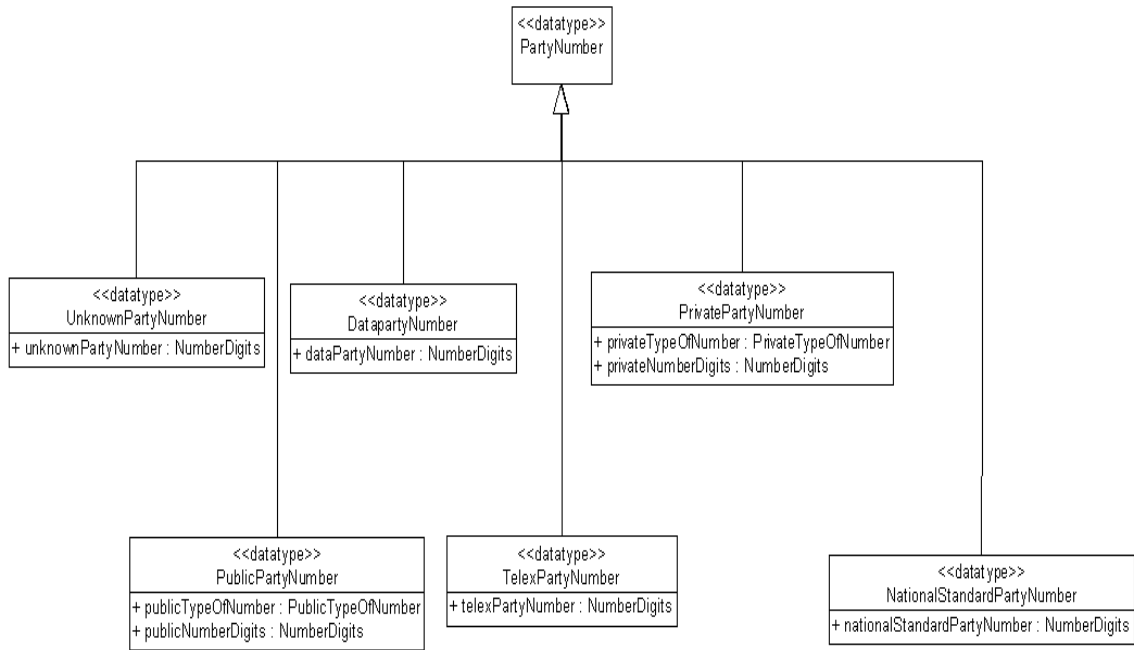 <<datatype>>
PartyNumber
<<datatype>>
UnknownPartyNumber
+ unknownPartyNumber : NumberDigits
<<datatype>>
DatapartyNumber
+ dataPartyNumber : NumberDigits
<<datatype>>
PrivatePartyNumber
+ privateTypeOfNumber : PrivateTypeOfNumber
+ privateNumberDigits : NumberDigits
<<datatype>>
PublicPartyNumber
+ publicTypeOfNumber : PublicTypeOfNumber
+ publicNumberDigits : NumberDigits
<<datatype>>
TelexPartyNumber
+ telexPartyNumber : NumberDigits
<<datatype>>
NationalStandardPartyNumber
+ nationalStandardPartyNumber : NumberDigits